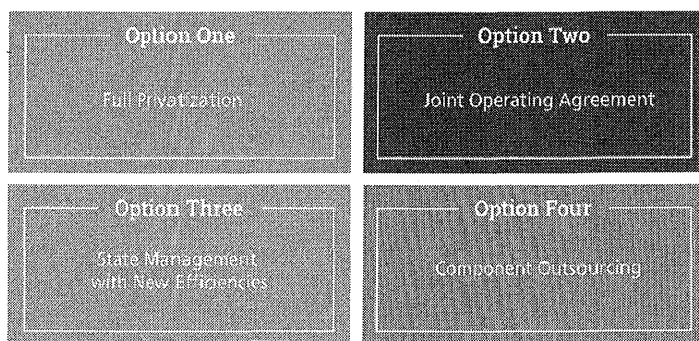 Option One
Full Privatization
Option Two
Joint Operating Agreement
Option Three
State Management
with New Efficiencies
Option Four
Component Outsourcing